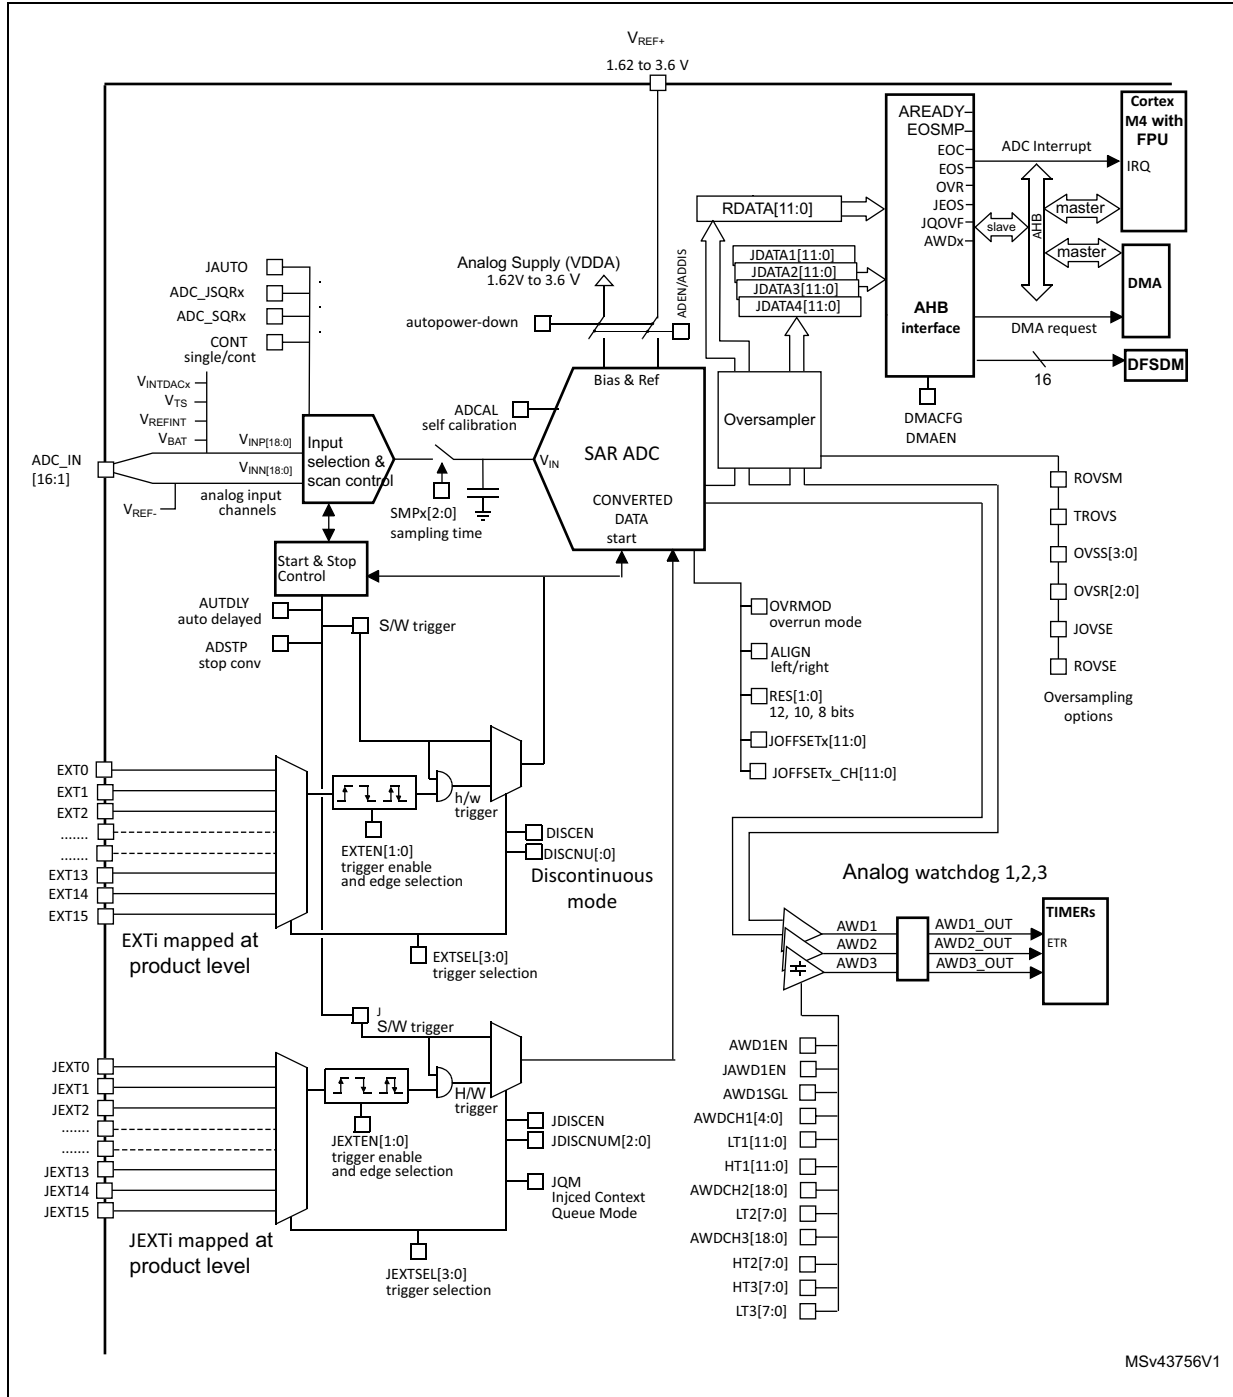 VREF+
1.62 to 3.6 V
AREADY
EOSMP
EOC
EOS
OVR
JEOS
JQOVF
AWDx
AHB
interface
Cortex
M4 with
FPU
IRQ
ADC Interrupt
slave
AHB
master
master
DMA
DMA request
16
DFSDM
DMACFG
DMAEN
RDATA[11:0]
JDATA1[11:0]
JDATA2[11:0]
JDATA3[11:0]
JDATA4[11:0]
Analog Supply (VDDA)
1.62V to 3.6 V
ADEN/ADDIS
autopower-down
JAUTO
ADC_JSQRx
ADC_SQRx
CONT
single/cont
VINTDACx
VTS
VREFINT
VBAT
VINP[18:0]
VINN[18:0]
ADC_IN
[16:1]
analog input
channels
VREF-
Input
selection &
scan control
SMPx[2:0]
sampling time
ADCAL
self calibration
Bias & Ref
VIN
SAR ADC
CONVERTED
DATA
start
Oversampler
ROVSM
TROVS
OVSS[3:0]
OVSR[2:0]
JOVSE
ROVSE
Oversampling
options
Start & Stop
Control
AUTDLY
auto delayed
ADSTP
stop conv
S/W trigger
OVRMOD
overrun mode
ALIGN
left/right
RES[1:0]
12, 10, 8 bits
JOFFSETx[11:0]
JOFFSETx_CH[11:0]
EXT0
EXT1
EXT2
.......
.......
EXT13
EXT14
EXT15
h/w
trigger
EXTEN[1:0]
trigger enable
and edge selection
DISCEN
DISCNU[:0]
Discontinuous
mode
EXTi mapped at
product level
EXTSEL[3:0]
trigger selection
Analog watchdog 1,2,3
AWD1
AWD2
AWD3
AWD1_OUT
AWD2_OUT
AWD3_OUT
TIMERs
ETR
J
S/W trigger
JEXT0
JEXT1
JEXT2
.......
.......
JEXT13
JEXT14
JEXT15
H/W
trigger
JEXTEN[1:0]
trigger enable
and edge selection
JDISCEN
JDISCNUM[2:0]
JQM
Injced Context
Queue Mode
JEXTi mapped at
product level
JEXTSEL[3:0]
trigger selection
AWD1EN
JAWD1EN
AWD1SGL
AWDCH1[4:0]
LT1[11:0]
HT1[11:0]
AWDCH2[18:0]
LT2[7:0]
AWDCH3[18:0]
HT2[7:0]
HT3[7:0]
LT3[7:0]
MSv43756V1